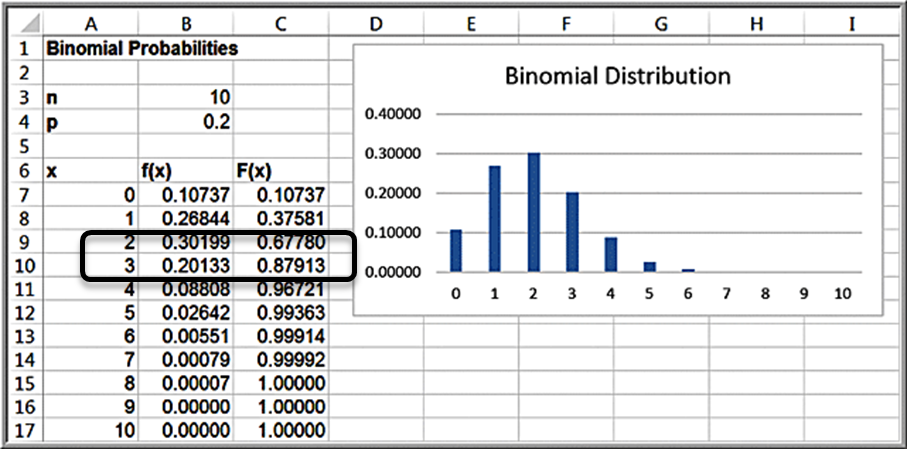 A B C D E F G H I
1 Binomial Probabilities
2
3 n 10
4 p 0.2
5
6 x f(x) F(x)
7 0 0.10737 0.10737
8 1 0.26844 0.37581
9 2 0.30199 0.67780
10 3 0.20133 0.87913
11 4 0.08808 0.96721
12 5 0.02642 0.99363
13 6 0.00551 0.99914
14 7 0.00079 0.99992
15 8 0.00007 1.00000
16 9 0.00000 1.00000
17 10 0.00000 1.00000
Binomial Distribution
0.40000
0.30000
0.20000
0.10000
0.00000
0 1 2 3 4 5 6 7 8 9 10